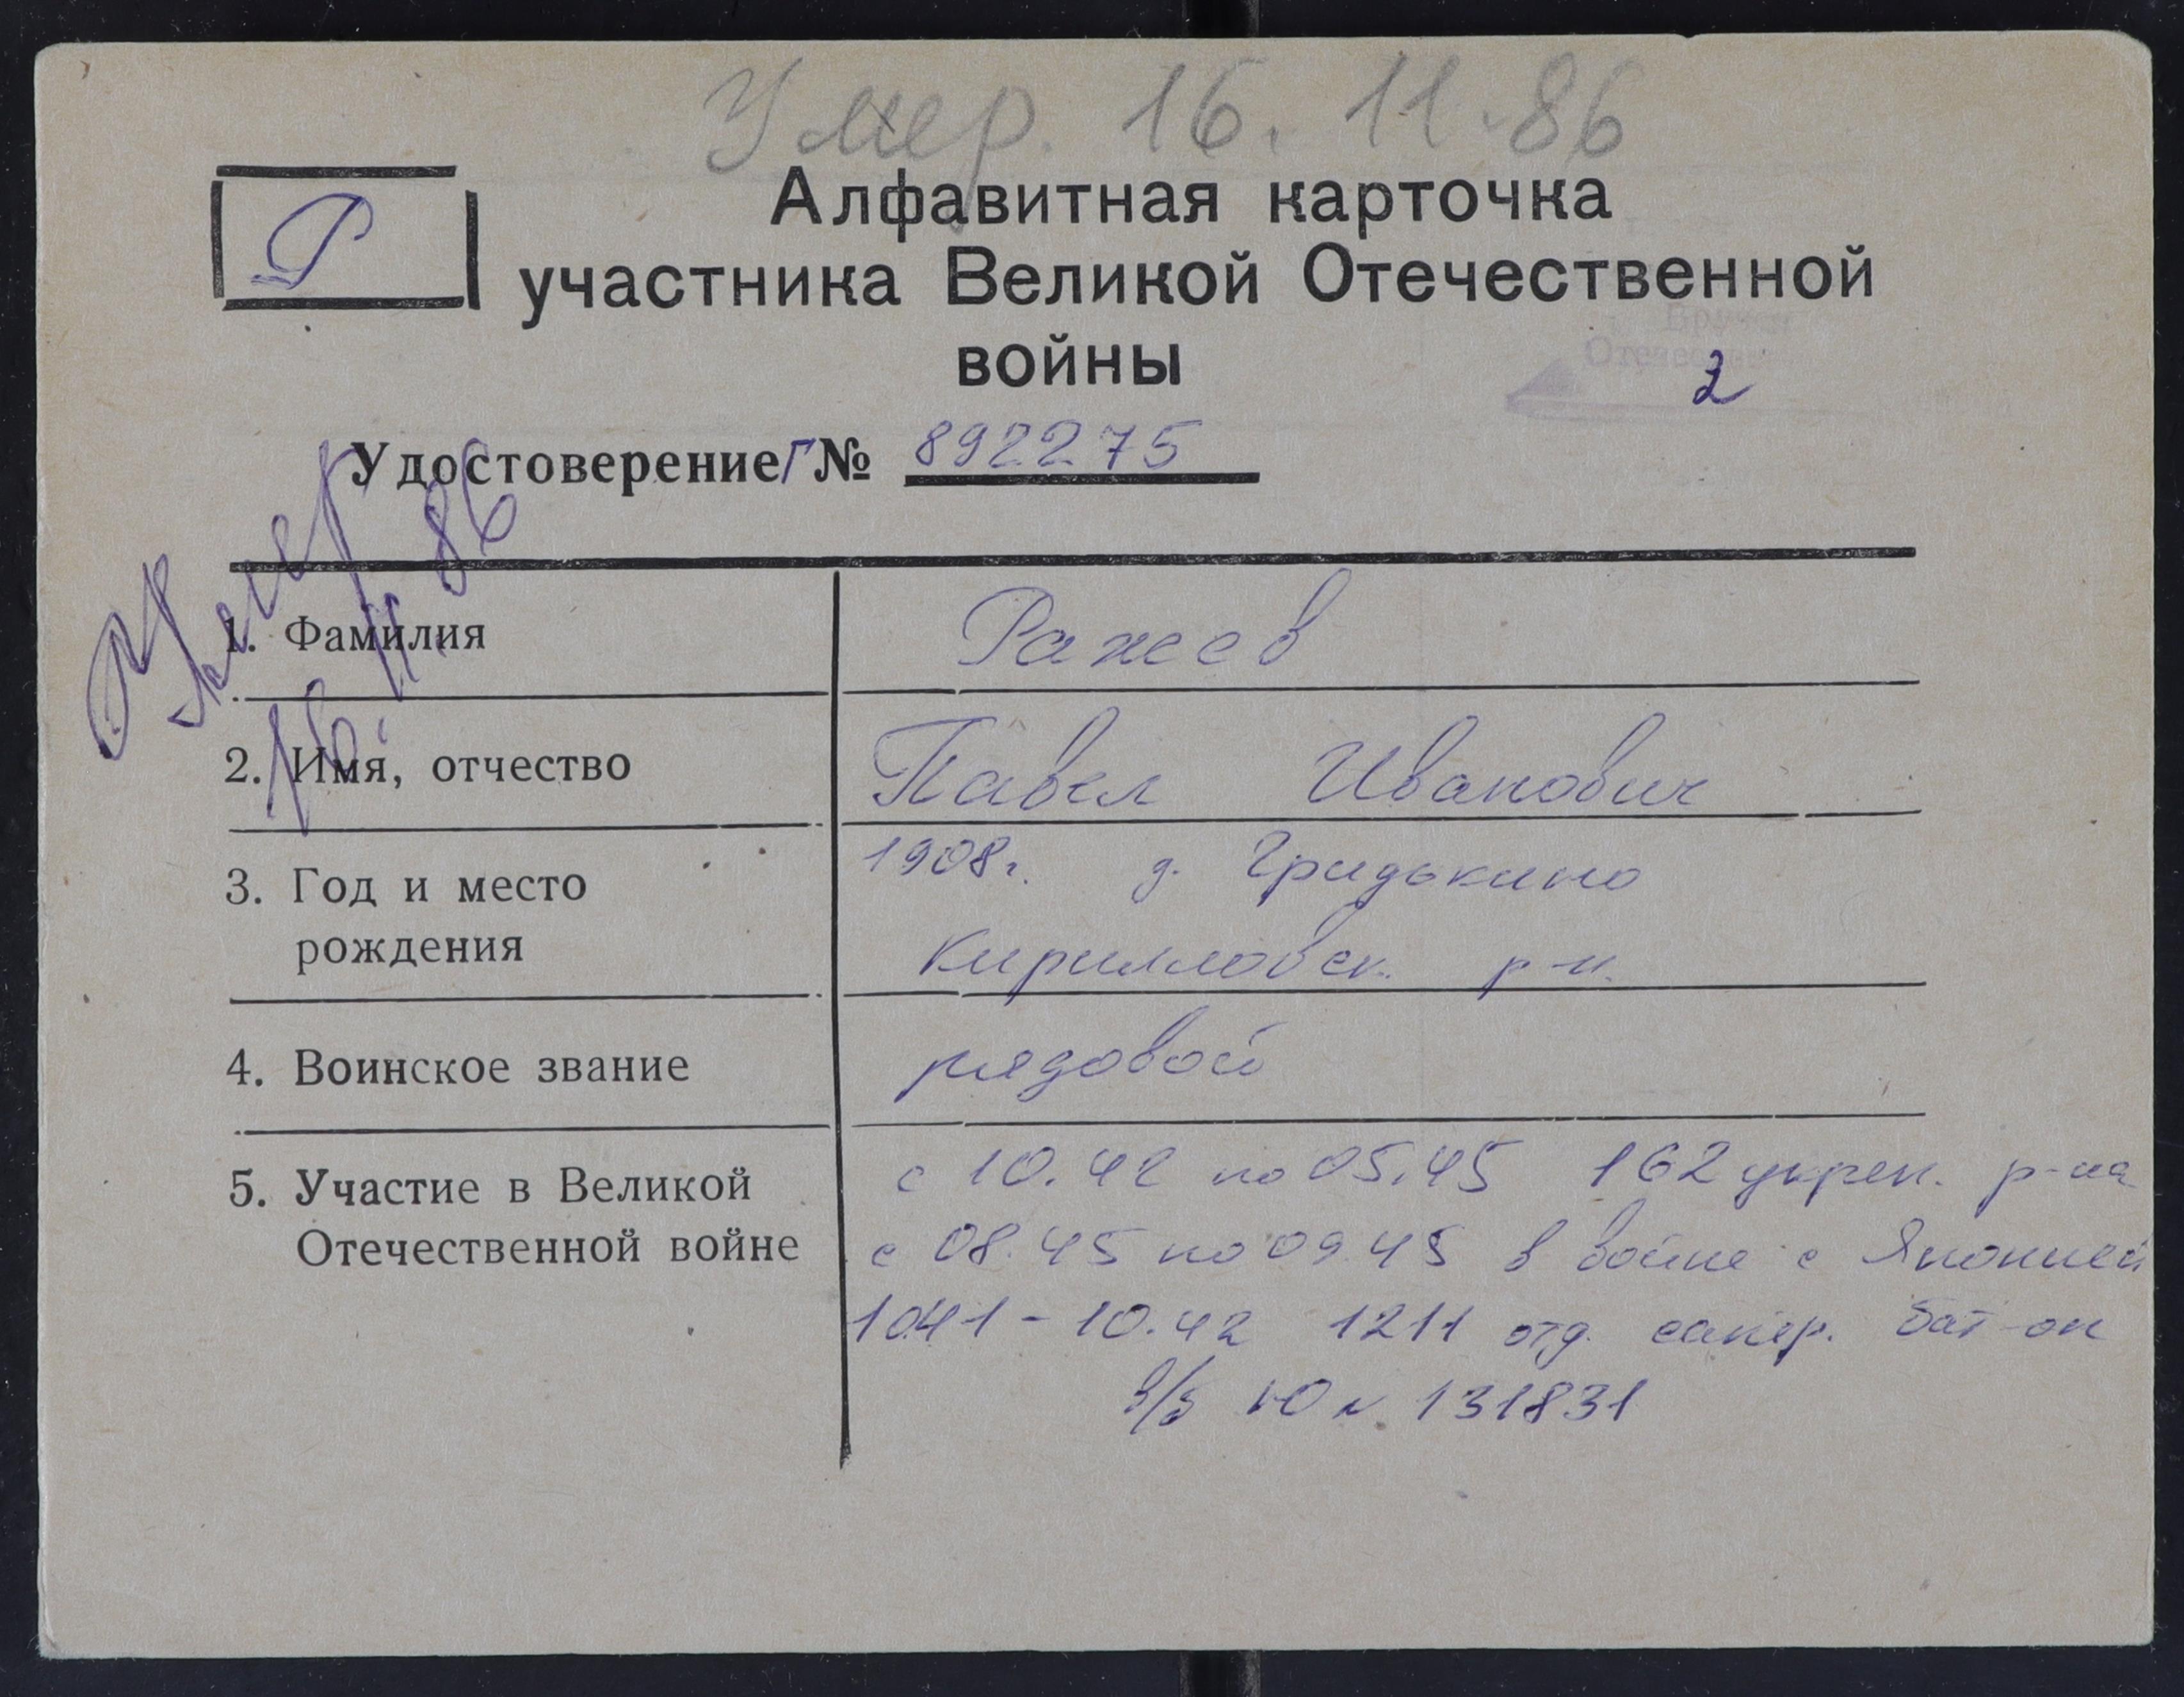 Умер. 16. 11. 86
Р
Алфавитная карточка
участника Великой Отечественной
войны
2
Удостоверение Г № 892275
Умер
16. 11. 86
1. Фамилия
Ражеев
2. Имя, отчество
Павел Иванович
3. Год и место
рождения
1908г. д. Гридькино
Кирилловск. р-н.
4. Воинское звание
рядовой
5. Участие в Великой
Отечественной войне
с 10.42 по 05.45 162 укреп. р-на
с 08.45 по 09.45 в войне с Японией
10.41 - 10.42 1211 отд. сапер. бат-он
в/б Ю № 131831